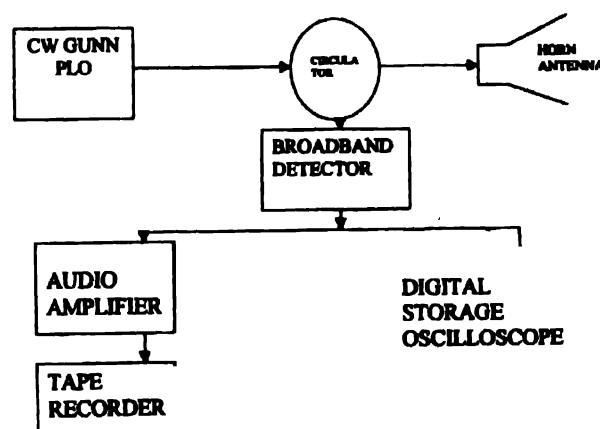 CW GUNN
PLO
CIRCULA
TOR
HORN
ANTENNA
BROADBAND
DETECTOR
AUDIO
AMPLIFIER
DIGITAL
STORAGE
OSCILLOSCOPE
TAPE
RECORDER